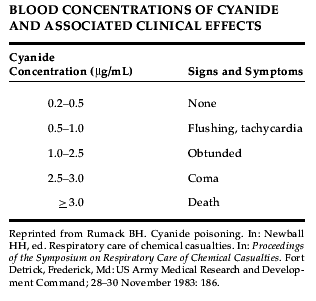 BLOOD CONCENTRATIONS OF CYANIDE
AND ASSOCIATED CLINICAL EFFECTS
Cyanide
Concentration (µg/mL) Signs and Symptoms
0.2–0.5 None
0.5–1.0 Flushing, tachycardia
1.0–2.5 Obtunded
2.5–3.0 Coma
≥ 3.0 Death
Reprinted from Rumack BH. Cyanide poisoning. In: Newball
HH, ed. Respiratory care of chemical casualties. In: Proceedings
of the Symposium on Respiratory Care of Chemical Casualties. Fort
Detrick, Frederick, Md: US Army Medical Research and Develop-
ment Command; 28–30 November 1983: 186.